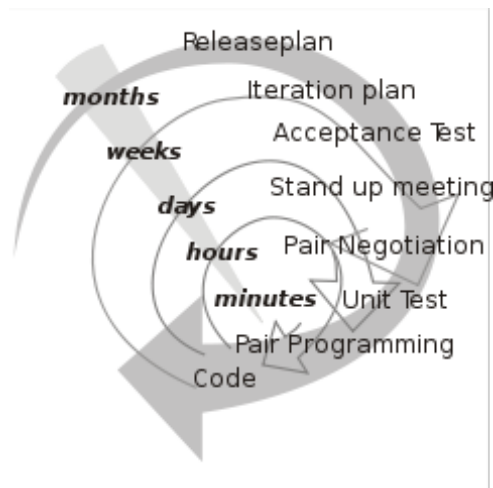 Releaseplan
months
Iteration plan
Acceptance Test
weeks
Stand up meeting
days
Pair Negotiation
hours
minutes
Unit Test
Pair Programming
Code